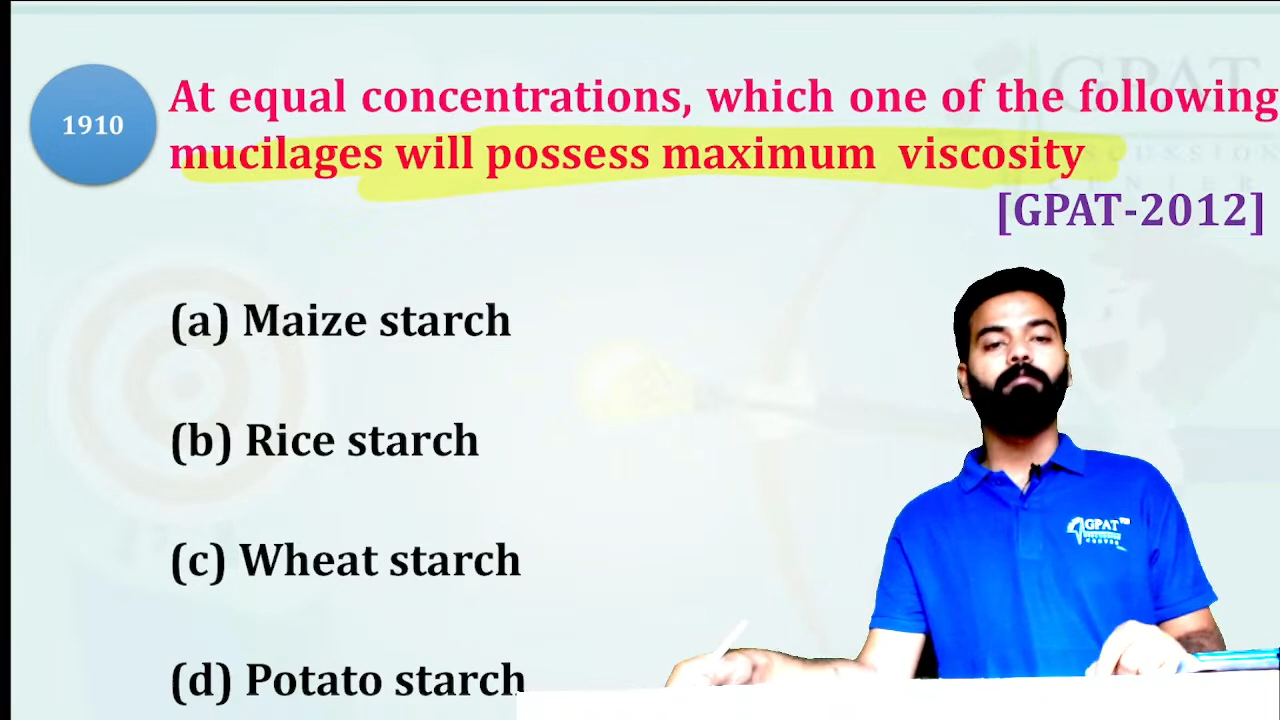 1910
At equal concentrations, which one of the following
mucilages will possess maximum viscosity
[GPAT-2012]
(a) Maize starch
(b) Rice starch
(c) Wheat starch
(d) Potato starch
GPAT